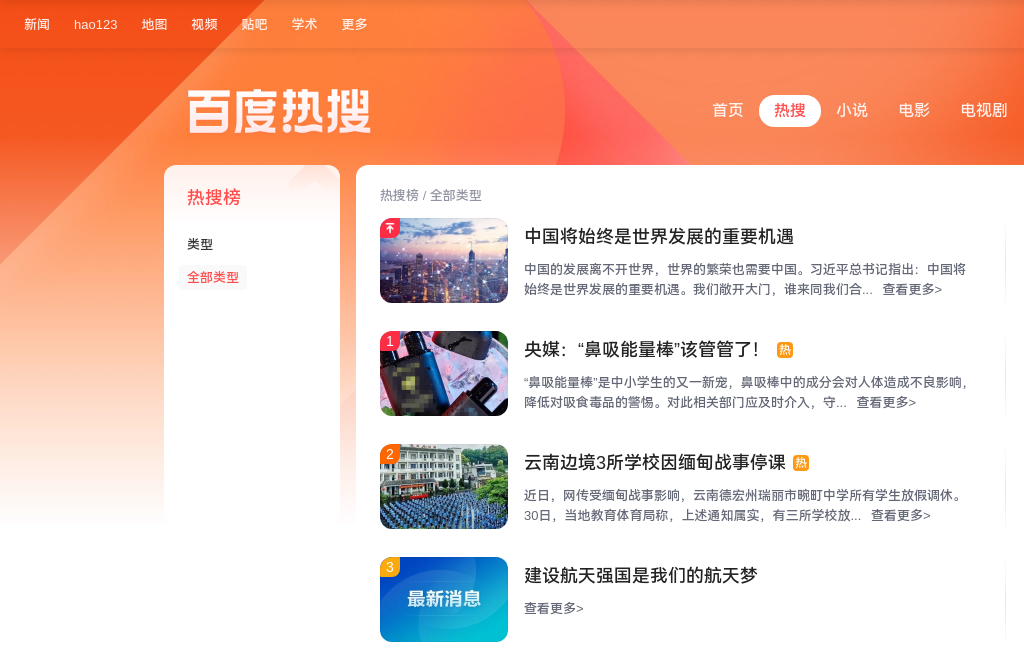 新闻 hao123 地图 视频 贴吧 学术 更多
百度热搜
首页 热搜 小说 电影 电视剧
热搜榜
类型
全部类型
热搜榜 / 全部类型
中国将始终是世界发展的重要机遇
中国的发展离不开世界，世界的繁荣也需要中国。习近平总书记指出：中国将
始终是世界发展的重要机遇。我们敞开大门，谁来同我们合... 查看更多>
1
央媒：“鼻吸能量棒”该管管了！ 热
“鼻吸能量棒”是中小学生的又一新宠，鼻吸棒中的成分会对人体造成不良影响，
降低对吸食毒品的警惕。对此相关部门应及时介入，守... 查看更多>
2
云南边境3所学校因缅甸战事停课 热
近日，网传受缅甸战事影响，云南德宏州瑞丽市畹町中学所有学生放假调休。
30日，当地教育体育局称，上述通知属实，有三所学校放... 查看更多>
3
最新消息
建设航天强国是我们的航天梦
查看更多>